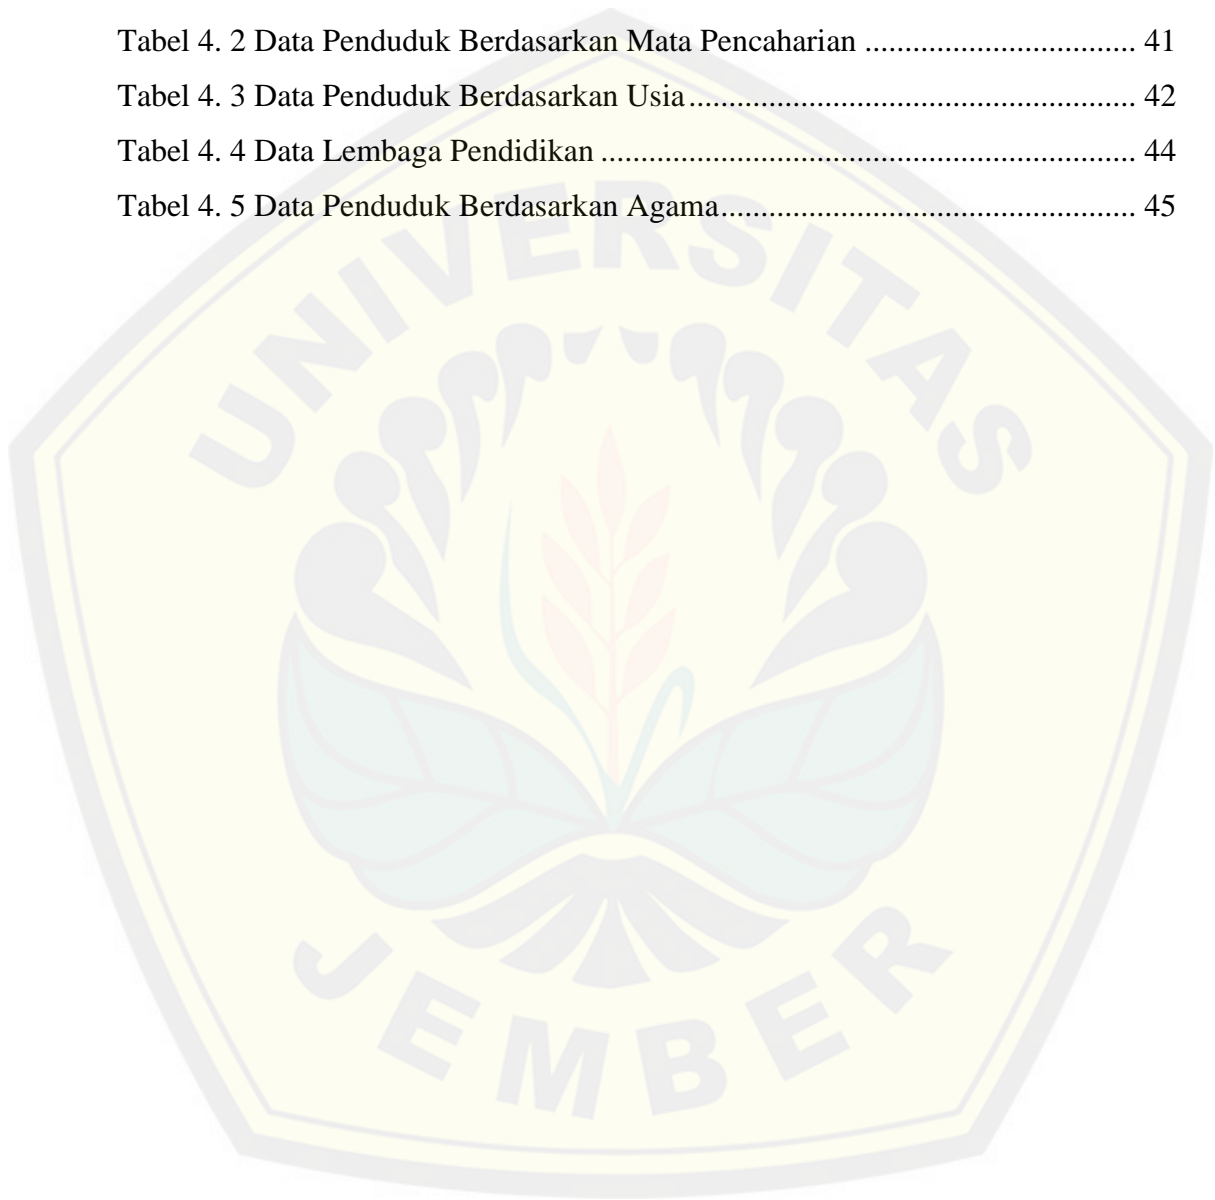 Tabel 4. 2 Data Penduduk Berdasarkan Mata Pencaharian .................................. 41
Tabel 4. 3 Data Penduduk Berdasarkan Usia ........................................................ 42
Tabel 4. 4 Data Lembaga Pendidikan ................................................................... 44
Tabel 4. 5 Data Penduduk Berdasarkan Agama.................................................... 45
UNIVERSITAS
JEMBER